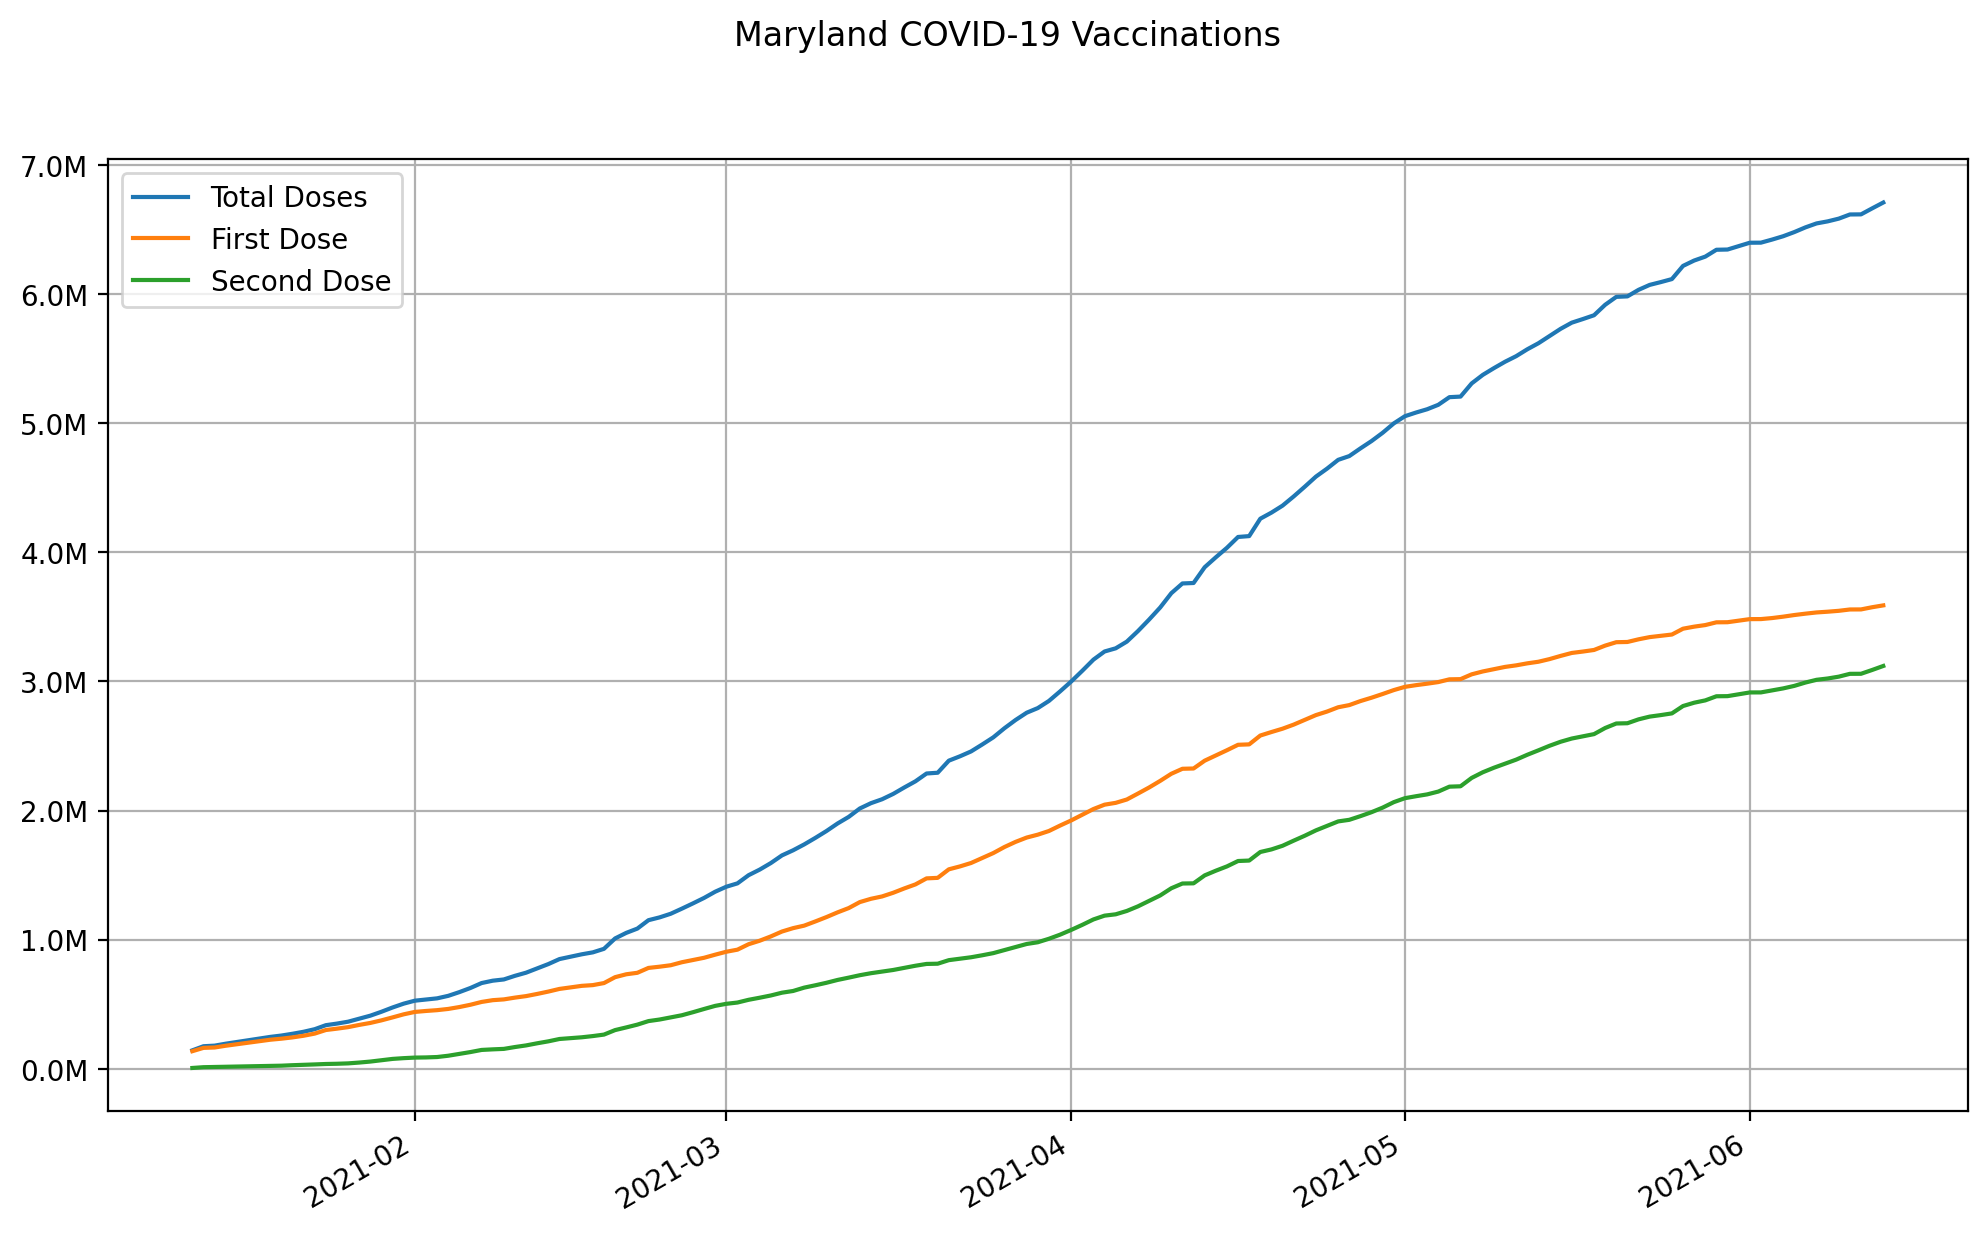 Maryland COVID-19 Vaccinations
7.0M
6.0M
5.0M
4.0M
3.0M
2.0M
1.0M
0.0M
Total Doses
First Dose
Second Dose
2021-02
2021-03
2021-04
2021-05
2021-06